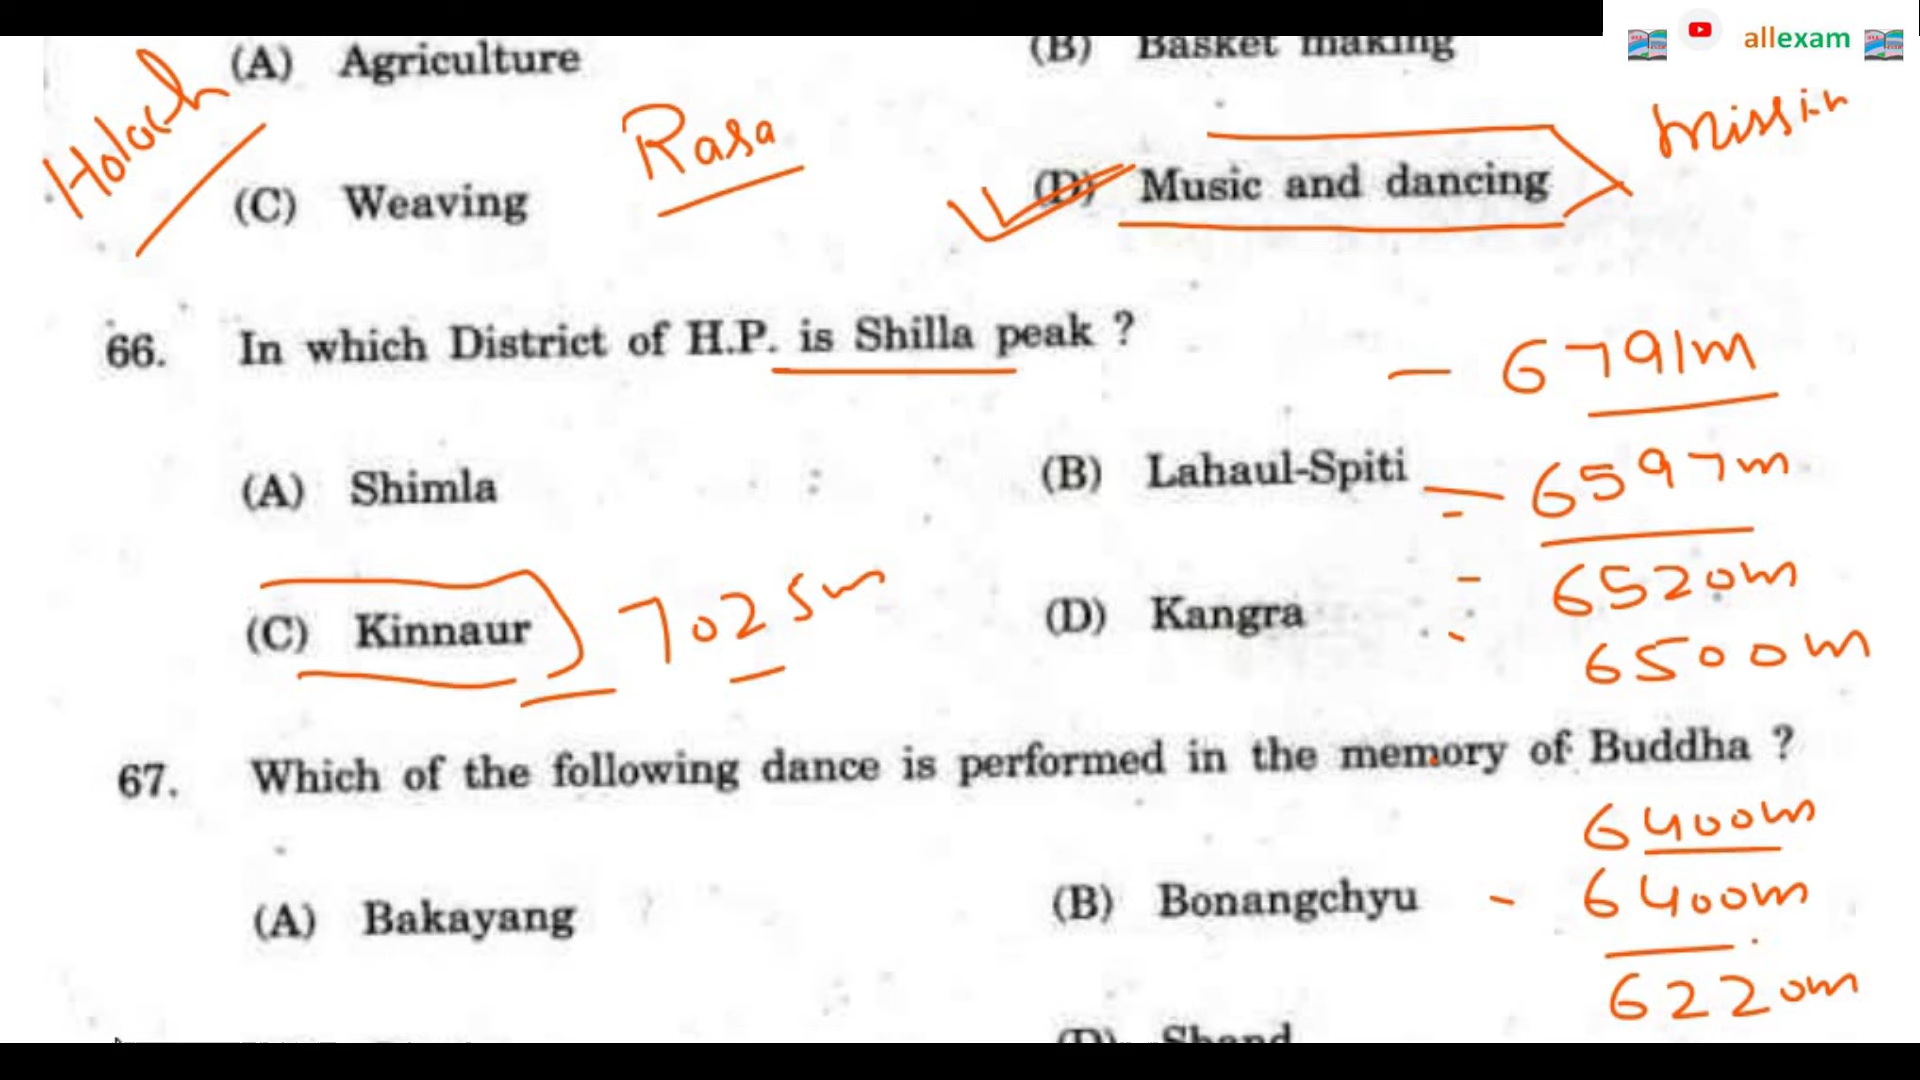 allexam
(A) Agriculture
(B) Basket making
Rasa
(C) Weaving
(D) Music and dancing
66. In which District of H.P. is Shilla peak ?
- 6791m
(A) Shimla
(B) Lahaul-Spiti
- 6597m
- 6520m
(C) Kinnaur
7025m
(D) Kangra
6500m
67. Which of the following dance is performed in the memory of Buddha ?
6400m
(A) Bakayang
(B) Bonangchyu
- 6400m
6220m
(D) Shand